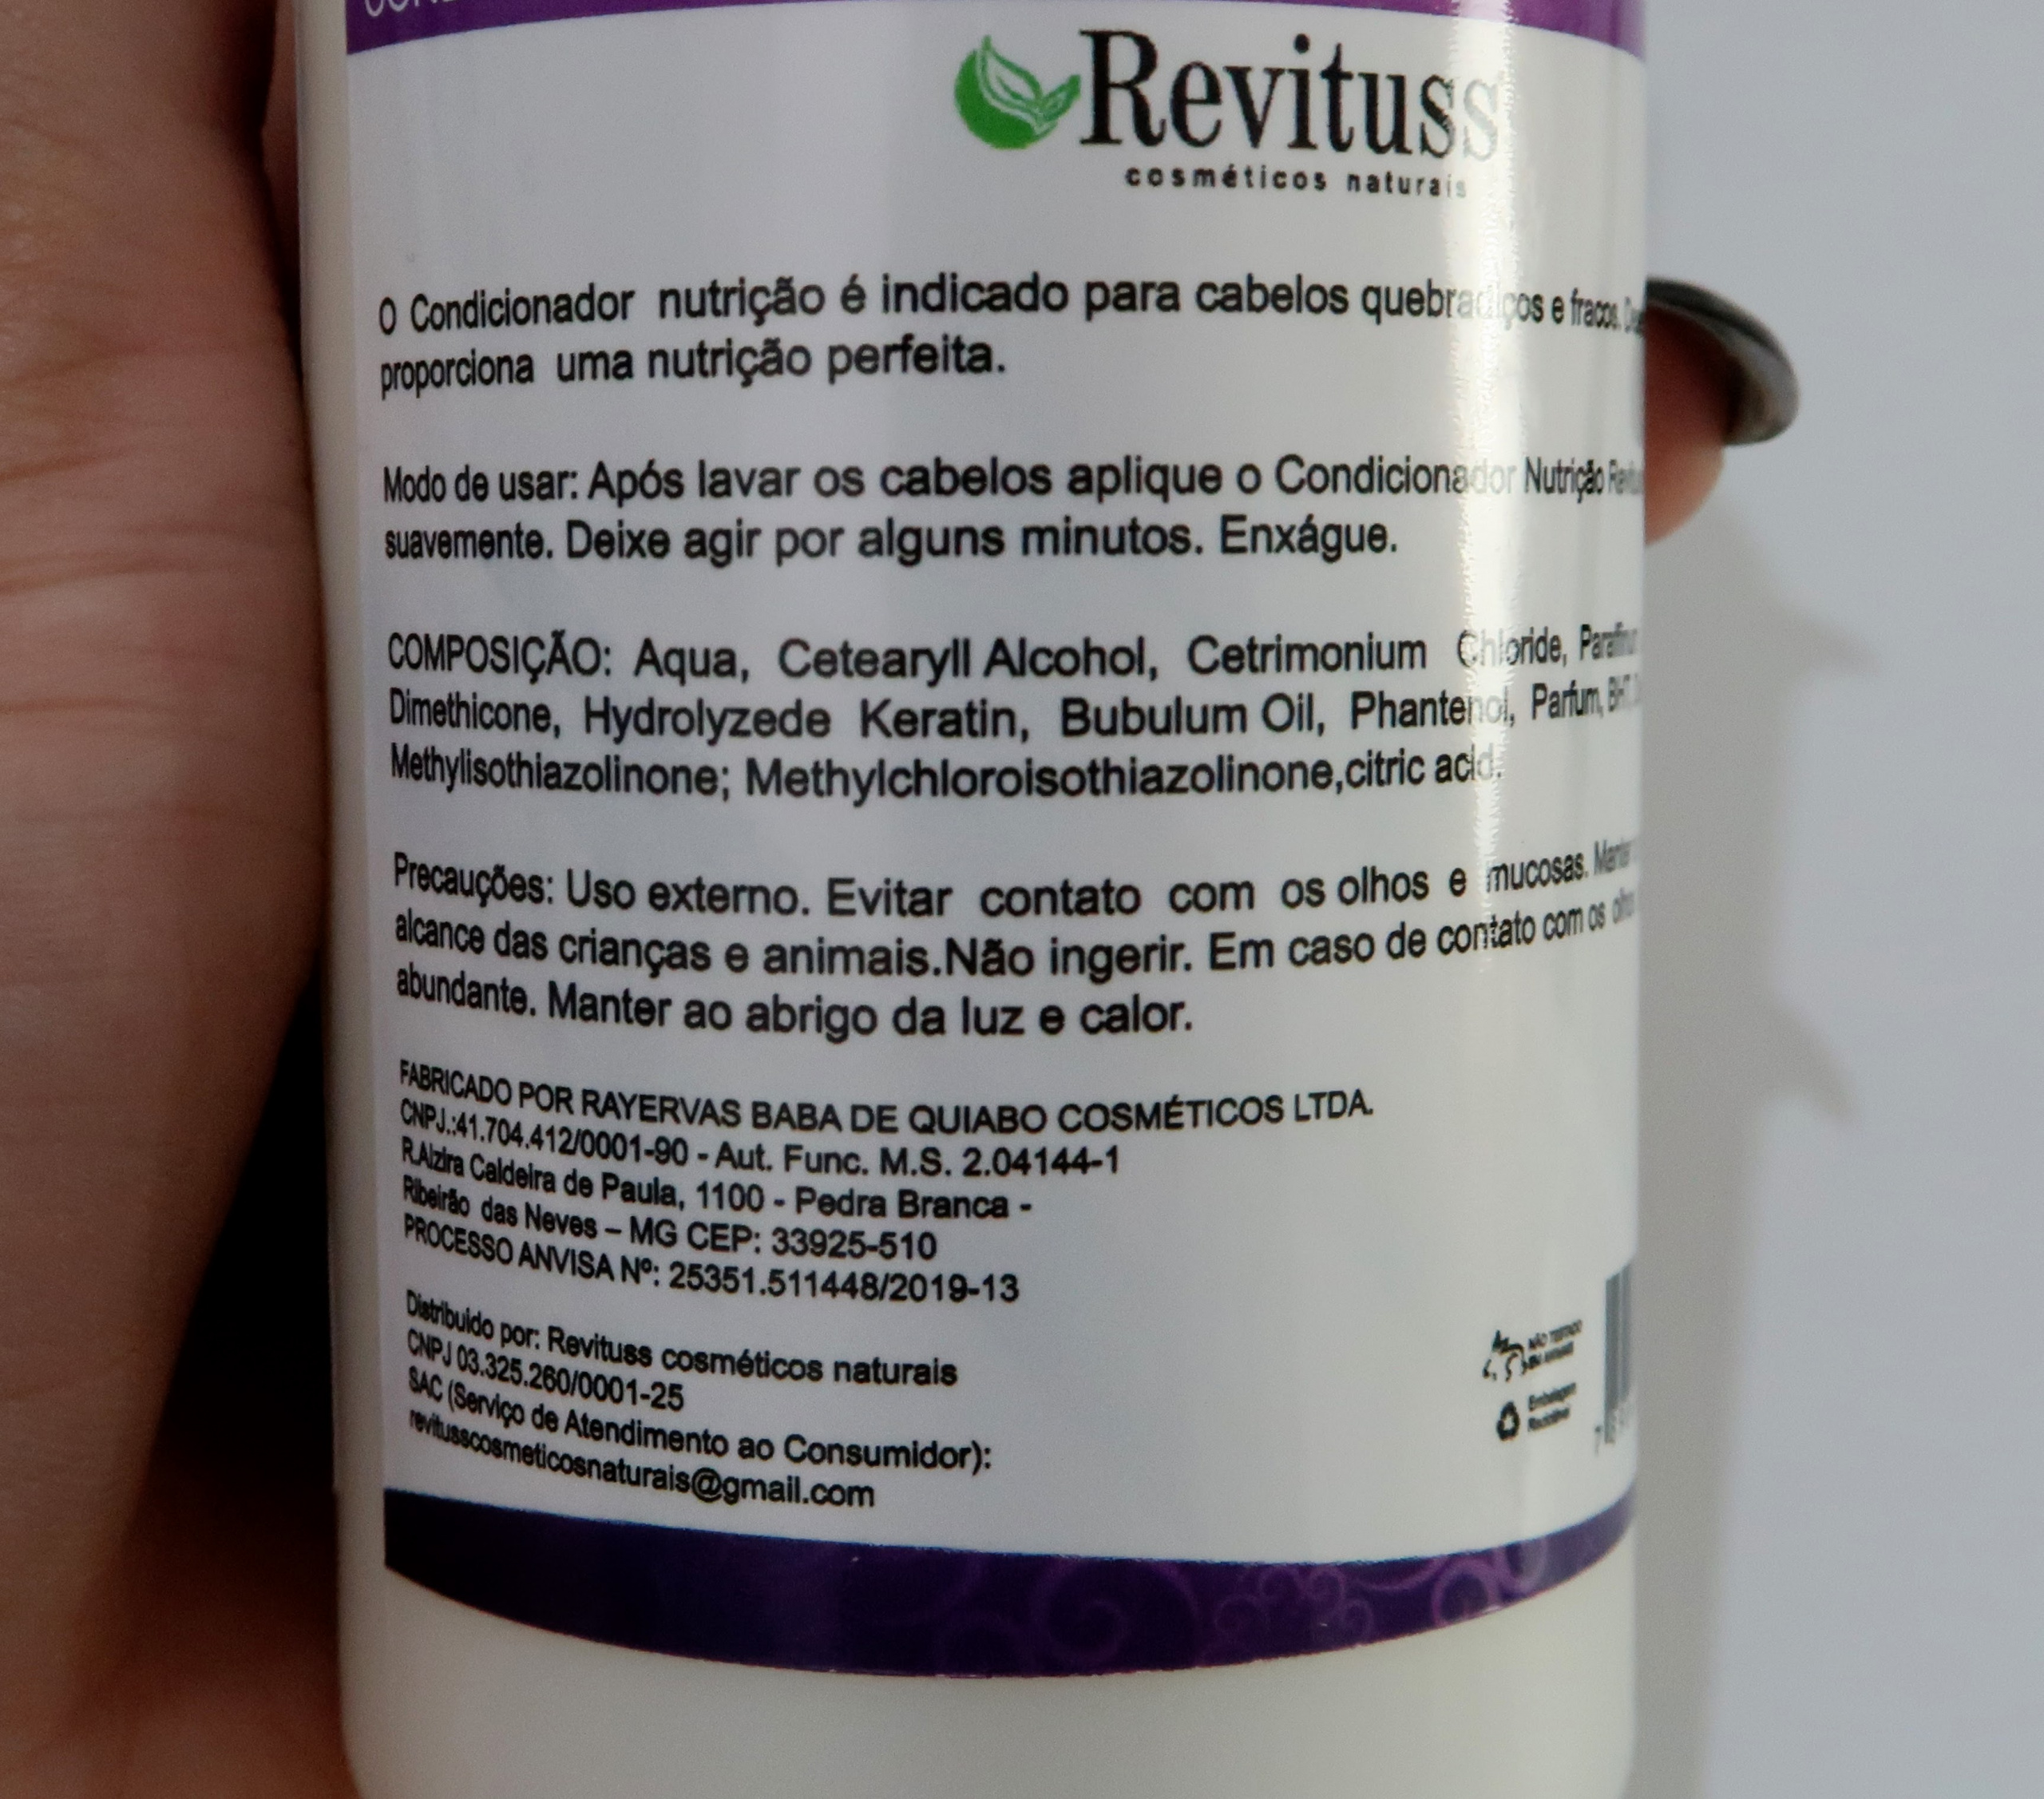 Revituss
cosméticos naturais
O Condicionador nutrição é indicado para cabelos quebradiços e fracos.
proporciona uma nutrição perfeita.
Modo de usar: Após lavar os cabelos aplique o Condicionador Nutrição
suavemente. Deixe agir por alguns minutos. Enxágue.
COMPOSIÇÃO: Aqua, Cetearyll Alcohol, Cetrimonium Chloride,
Dimethicone, Hydrolyzede Keratin, Bubulum Oil, Phantenol, Parfum,
Methylisothiazolinone; Methylchloroisothiazolinone,citric acid.
Precauções: Uso externo. Evitar contato com os olhos e mucosas. Manter
alcance das crianças e animais.Não ingerir. Em caso de contato com os
abundante. Manter ao abrigo da luz e calor.
FABRICADO POR RAYERVAS BABA DE QUIABO COSMÉTICOS LTDA.
CNPJ.:41.704.412/0001-90 - Aut. Func. M.S. 2.04144-1
R.Alzira Caldeira de Paula, 1100 - Pedra Branca -
Ribeirão das Neves – MG CEP: 33925-510
PROCESSO ANVISA Nº: 25351.511448/2019-13
Distribuido por: Revituss cosméticos naturais
CNPJ 03.325.260/0001-25
SAC (Serviço de Atendimento ao Consumidor):
revitusscosmeticosnaturais@gmail.com
NÃO TESTADO
EM ANIMAIS
Embalagem
Reciclável